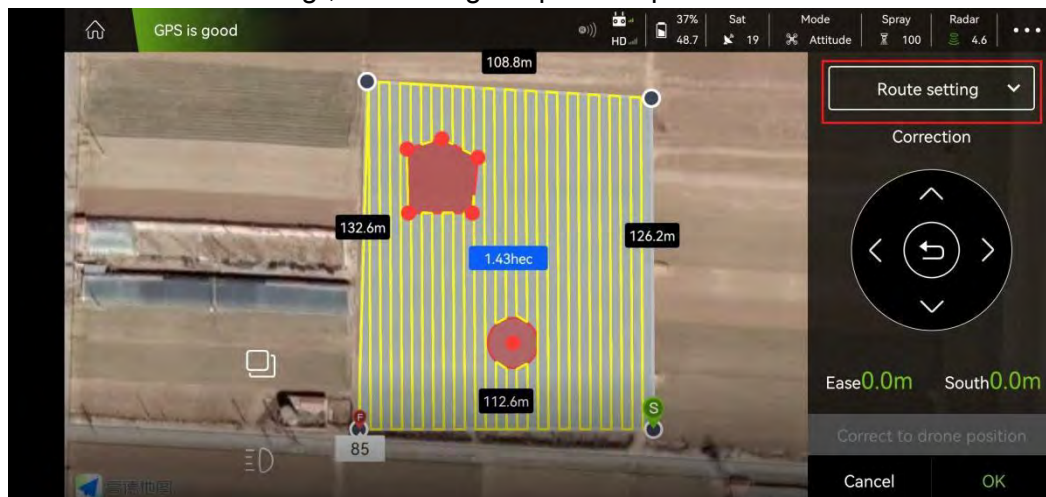 GPS is good
HD
37%
48.7
Sat
19
Mode
Attitude
Spray
100
Radar
4.6
108.8m
Route setting
Correction
132.6m
126.2m
1.43hec
112.6m
S
F
85
Ease0.0m
South0.0m
Correct to drone position
Cancel
OK